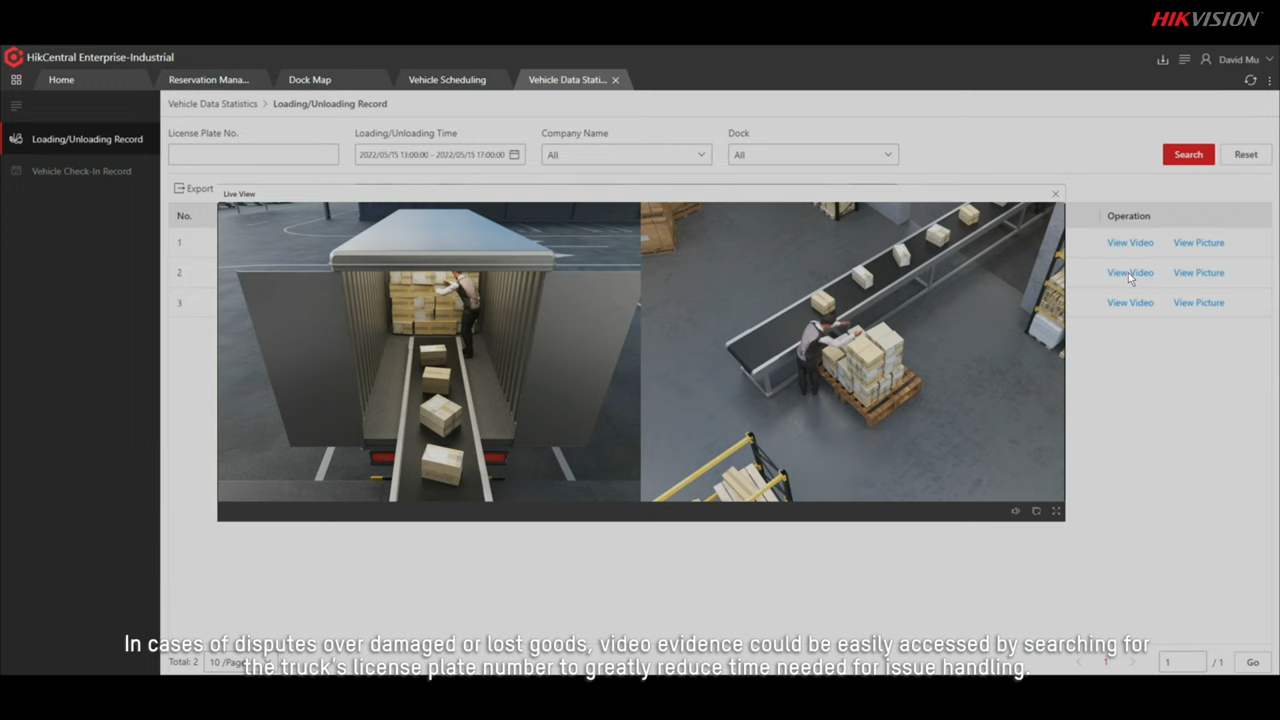 HIKVISION
HikCentral Enterprise-Industrial
David Mu
Home
Reservation Mana...
Dock Map
Vehicle Scheduling
Vehicle Data Stati...
Vehicle Data Statistics > Loading/Unloading Record
Loading/Unloading Record
Vehicle Check-In Record
License Plate No.
Loading/Unloading Time
Company Name
Dock
2022/05/15 13:00:00 - 2022/05/15 17:00:00
All
All
Search
Reset
Export
Live View
No.
Operation
1
View Video
View Picture
2
View Video
View Picture
3
View Video
View Picture
In cases of disputes over damaged or lost goods, video evidence could be easily accessed by searching for
the truck's license plate number to greatly reduce time needed for issue handling.
Total: 2
10 /Page
1
1
/ 1
Go